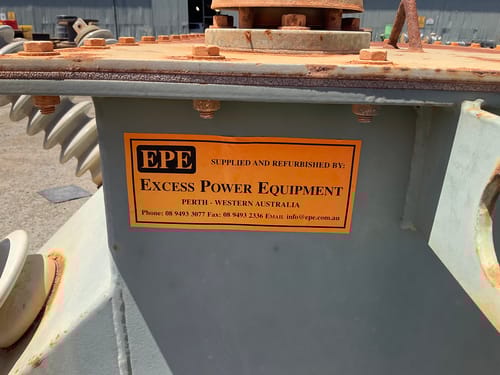 EPE SUPPLIED AND REFURBISHED BY:
EXCESS POWER EQUIPMENT
PERTH - WESTERN AUSTRALIA
Phone: 08 9493 3077 Fax: 08 9493 2336 EMAIL info@epe.com.au